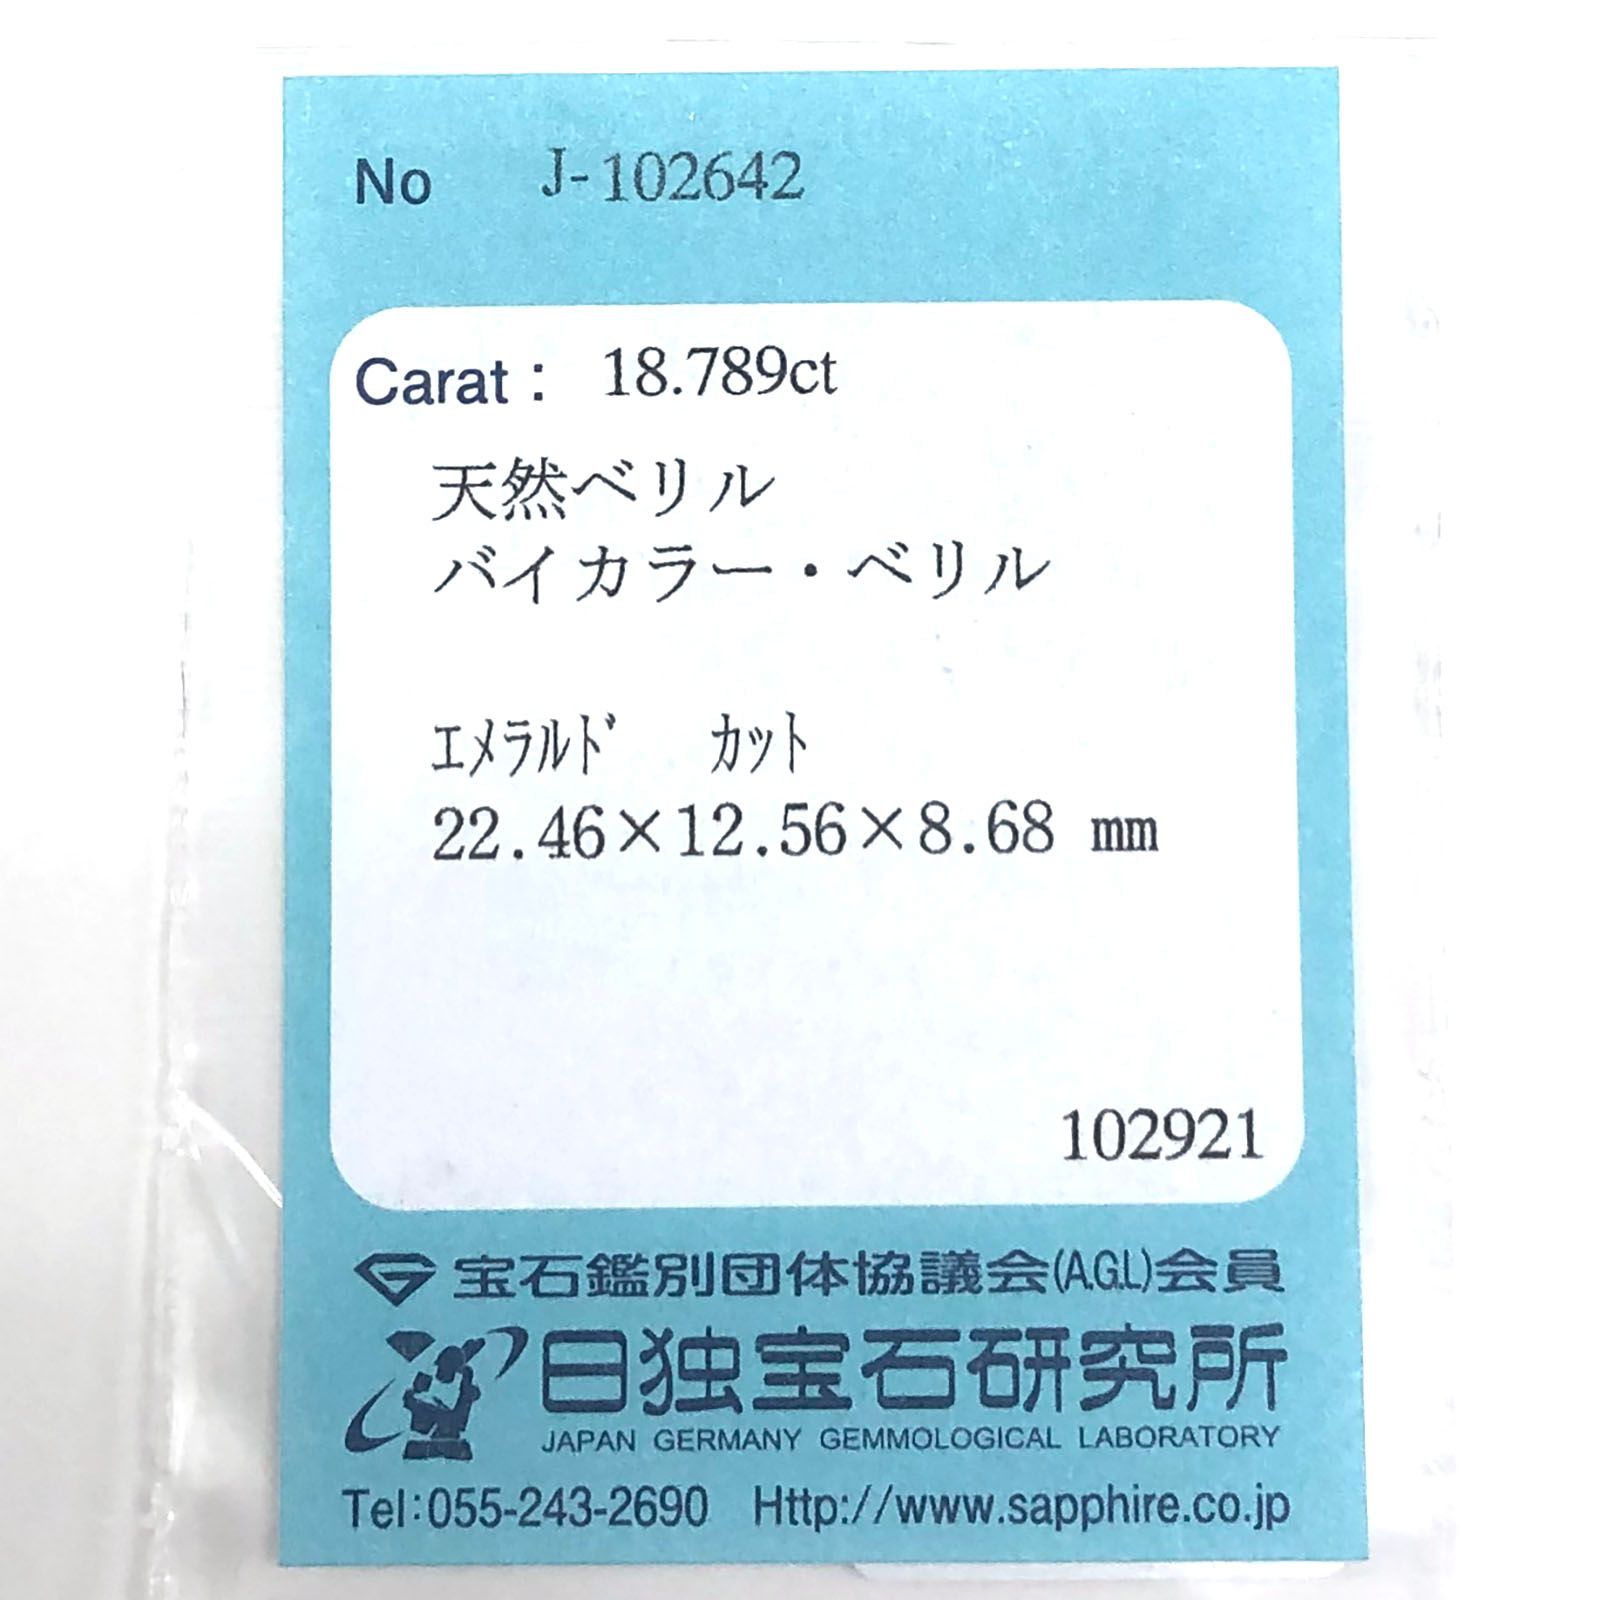 No J-102642
Carat： 18.789ct
天然ベリル
バイカラー・ベリル
ｴﾒﾗﾙﾄﾞ ｶｯﾄ
22.46×12.56×8.68 mm
102921
宝石鑑別団体協議会(A.G.L)会員
日独宝石研究所
JAPAN GERMANY GEMMOLOGICAL LABORATORY
Tel:055-243-2690 Http://www.sapphire.co.jp